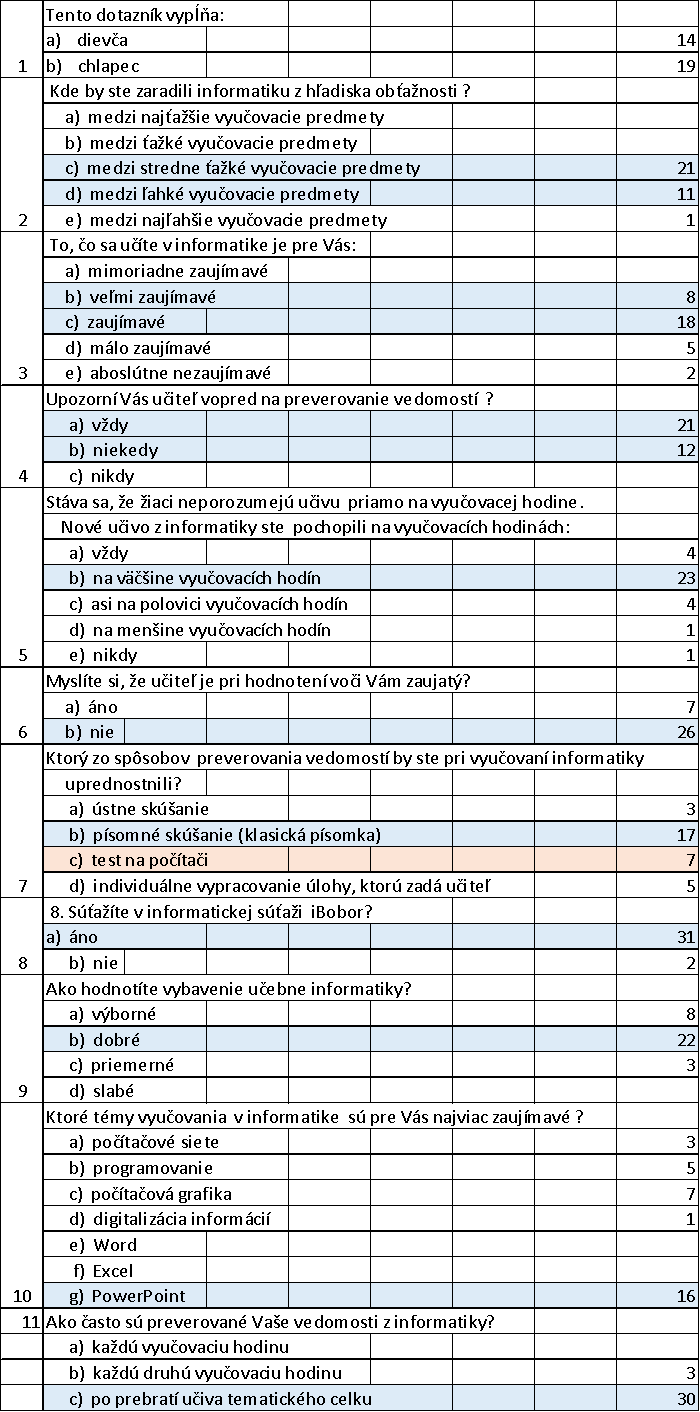 Tento dotazník vypĺňa:
a) dievča 14
1 b) chlapec 19
Kde by ste zaradili informatiku z hľadiska obťažnosti ?
a) medzi najťažšie vyučovacie predmety
b) medzi ťažké vyučovacie predmety
c) medzi stredne ťažké vyučovacie predmety 21
d) medzi ľahké vyučovacie predmety 11
2 e) medzi najľahšie vyučovacie predmety 1
To, čo sa učíte v informatike je pre Vás:
a) mimoriadne zaujímavé
b) veľmi zaujímavé 8
c) zaujímavé 18
d) málo zaujímavé 5
3 e) aboslútne nezaujímavé 2
Upozorní Vás učiteľ vopred na preverovanie vedomostí ?
a) vždy 21
b) niekedy 12
4 c) nikdy
Stáva sa, že žiaci neporozumejú učivu priamo na vyučovacej hodine.
Nové učivo z informatiky ste pochopili na vyučovacích hodinách:
a) vždy 4
b) na väčšine vyučovacích hodín 23
c) asi na polovici vyučovacích hodín 4
d) na menšine vyučovacích hodín 1
5 e) nikdy 1
Myslíte si, že učiteľ je pri hodnotení voči Vám zaujatý?
a) áno 7
6 b) nie 26
Ktorý zo spôsobov preverovania vedomostí by ste pri vyučovaní informatiky
uprednostnili?
a) ústne skúšanie 3
b) písomné skúšanie (klasická písomka) 17
c) test na počítači 7
7 d) individuálne vypracovanie úlohy, ktorú zadá učiteľ 5
8. Súťažíte v informatickej súťaži iBobor?
a) áno 31
8 b) nie 2
Ako hodnotíte vybavenie učebne informatiky?
a) výborné 8
b) dobré 22
c) priemerné 3
9 d) slabé
Ktoré témy vyučovania v informatike sú pre Vás najviac zaujímavé ?
a) počítačové siete 3
b) programovanie 5
c) počítačová grafika 7
d) digitalizácia informácií 1
e) Word
f) Excel
10 g) PowerPoint 16
11 Ako často sú preverované Vaše vedomosti z informatiky?
a) každú vyučovaciu hodinu
b) každú druhú vyučovaciu hodinu 3
c) po prebratí učiva tematického celku 30